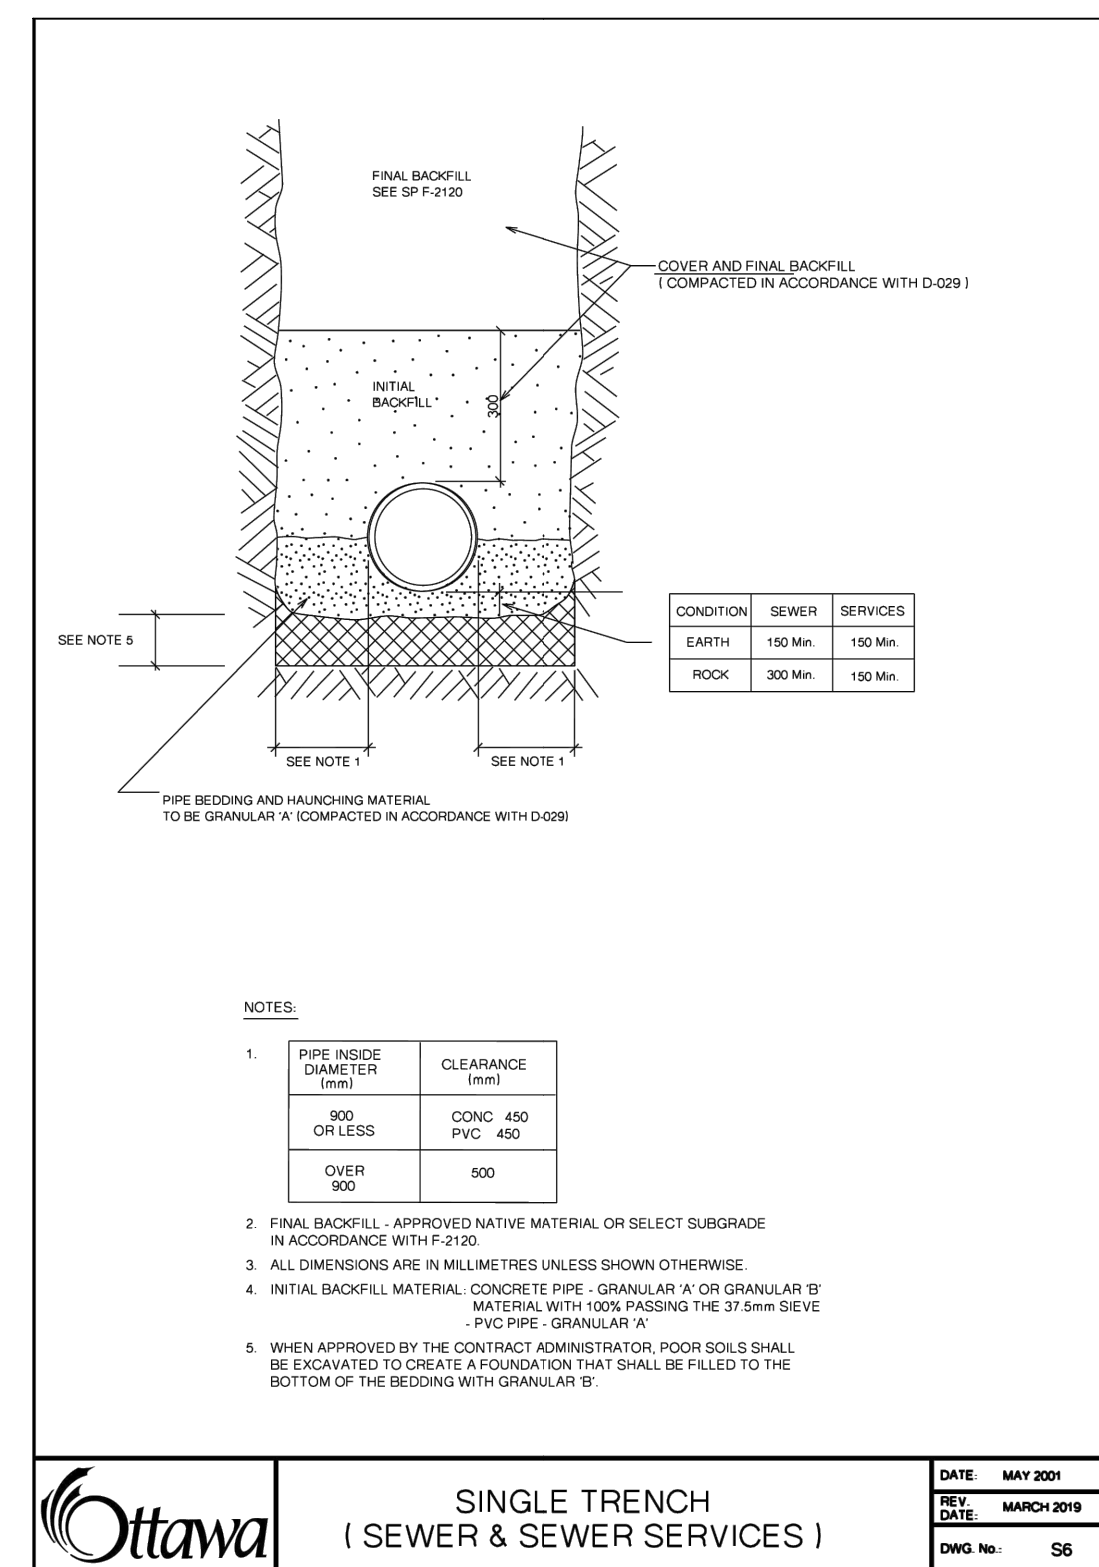 FINAL BACKFILL
SEE SP F-2120
COVER AND FINAL BACKFILL
( COMPACTED IN ACCORDANCE WITH D-029 )
INITIAL
BACKFILL
300
SEE NOTE 5
CONDITION SEWER SERVICES
EARTH 150 Min. 150 Min.
ROCK 300 Min. 150 Min.
SEE NOTE 1
SEE NOTE 1
PIPE BEDDING AND HAUNCHING MATERIAL
TO BE GRANULAR 'A' (COMPACTED IN ACCORDANCE WITH D-029)
NOTES:
1.
PIPE INSIDE
DIAMETER
(mm)
CLEARANCE
(mm)
900
OR LESS
CONC 450
PVC 450
OVER
900
500
2. FINAL BACKFILL - APPROVED NATIVE MATERIAL OR SELECT SUBGRADE
IN ACCORDANCE WITH F-2120.
3. ALL DIMENSIONS ARE IN MILLIMETRES UNLESS SHOWN OTHERWISE.
4. INITIAL BACKFILL MATERIAL: CONCRETE PIPE - GRANULAR 'A' OR GRANULAR 'B'
MATERIAL WITH 100% PASSING THE 37.5mm SIEVE
- PVC PIPE - GRANULAR 'A'
5. WHEN APPROVED BY THE CONTRACT ADMINISTRATOR, POOR SOILS SHALL
BE EXCAVATED TO CREATE A FOUNDATION THAT SHALL BE FILLED TO THE
BOTTOM OF THE BEDDING WITH GRANULAR 'B'.
Ottawa
SINGLE TRENCH
( SEWER & SEWER SERVICES )
DATE: MAY 2001
REV.
DATE: MARCH 2019
DWG. No.: S6